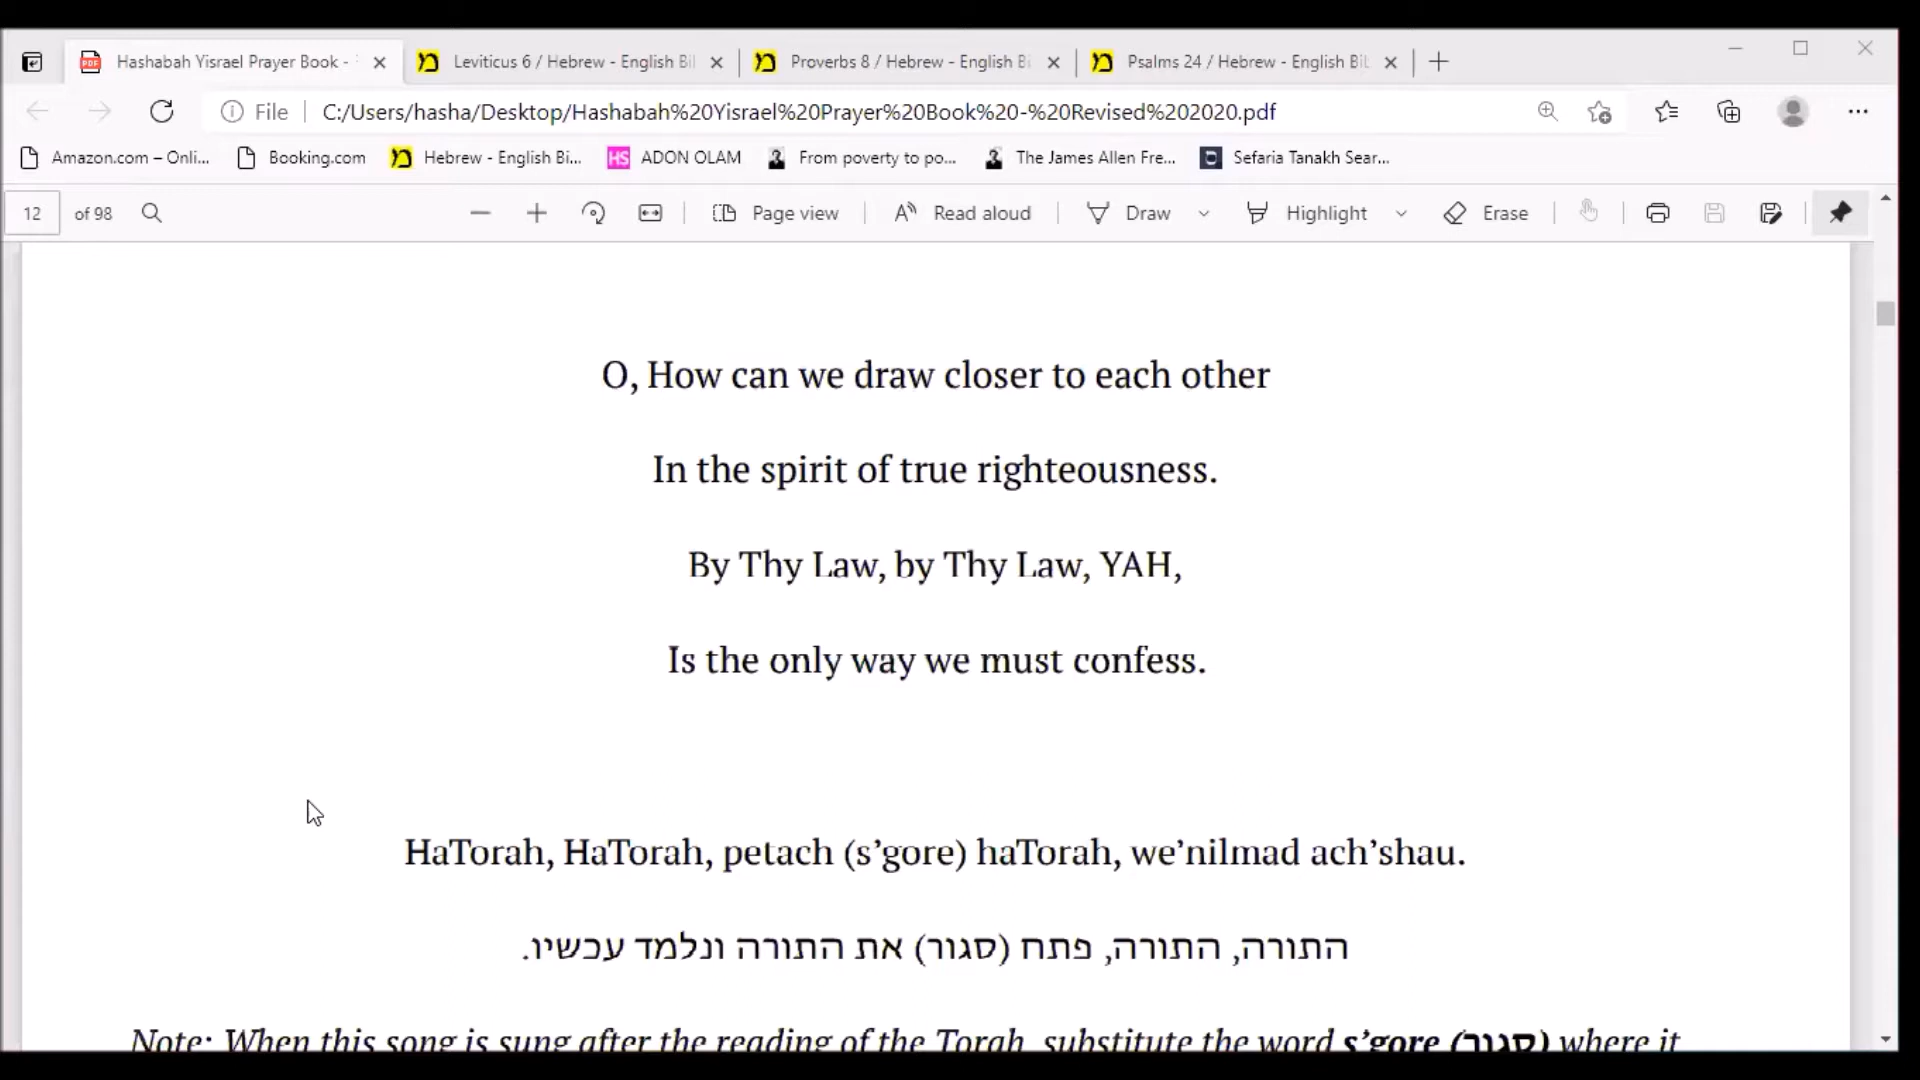 Hashabah Yisrael Prayer Book -
Leviticus 6 / Hebrew - English Bil
Proverbs 8 / Hebrew - English Bi
Psalms 24 / Hebrew - English Bib
File
C:/Users/hasha/Desktop/Hashabah%20Yisrael%20Prayer%20Book%20-%20Revised%202020.pdf
Amazon.com – Onli...
Booking.com
Hebrew - English Bi...
HS ADON OLAM
From poverty to po...
The James Allen Fre...
Sefaria Tanakh Sear...
12 of 98
Page view
Read aloud
Draw
Highlight
Erase
O, How can we draw closer to each other
In the spirit of true righteousness.
By Thy Law, by Thy Law, YAH,
Is the only way we must confess.
HaTorah, HaTorah, petach (s’gore) haTorah, we’nilmad ach’shau.
התורה, התורה, פתח (סגור) את התורה ונלמד עכשיו.
Note: When this song is sung after the reading of the Torah, substitute the word s’gore (סגור) where it